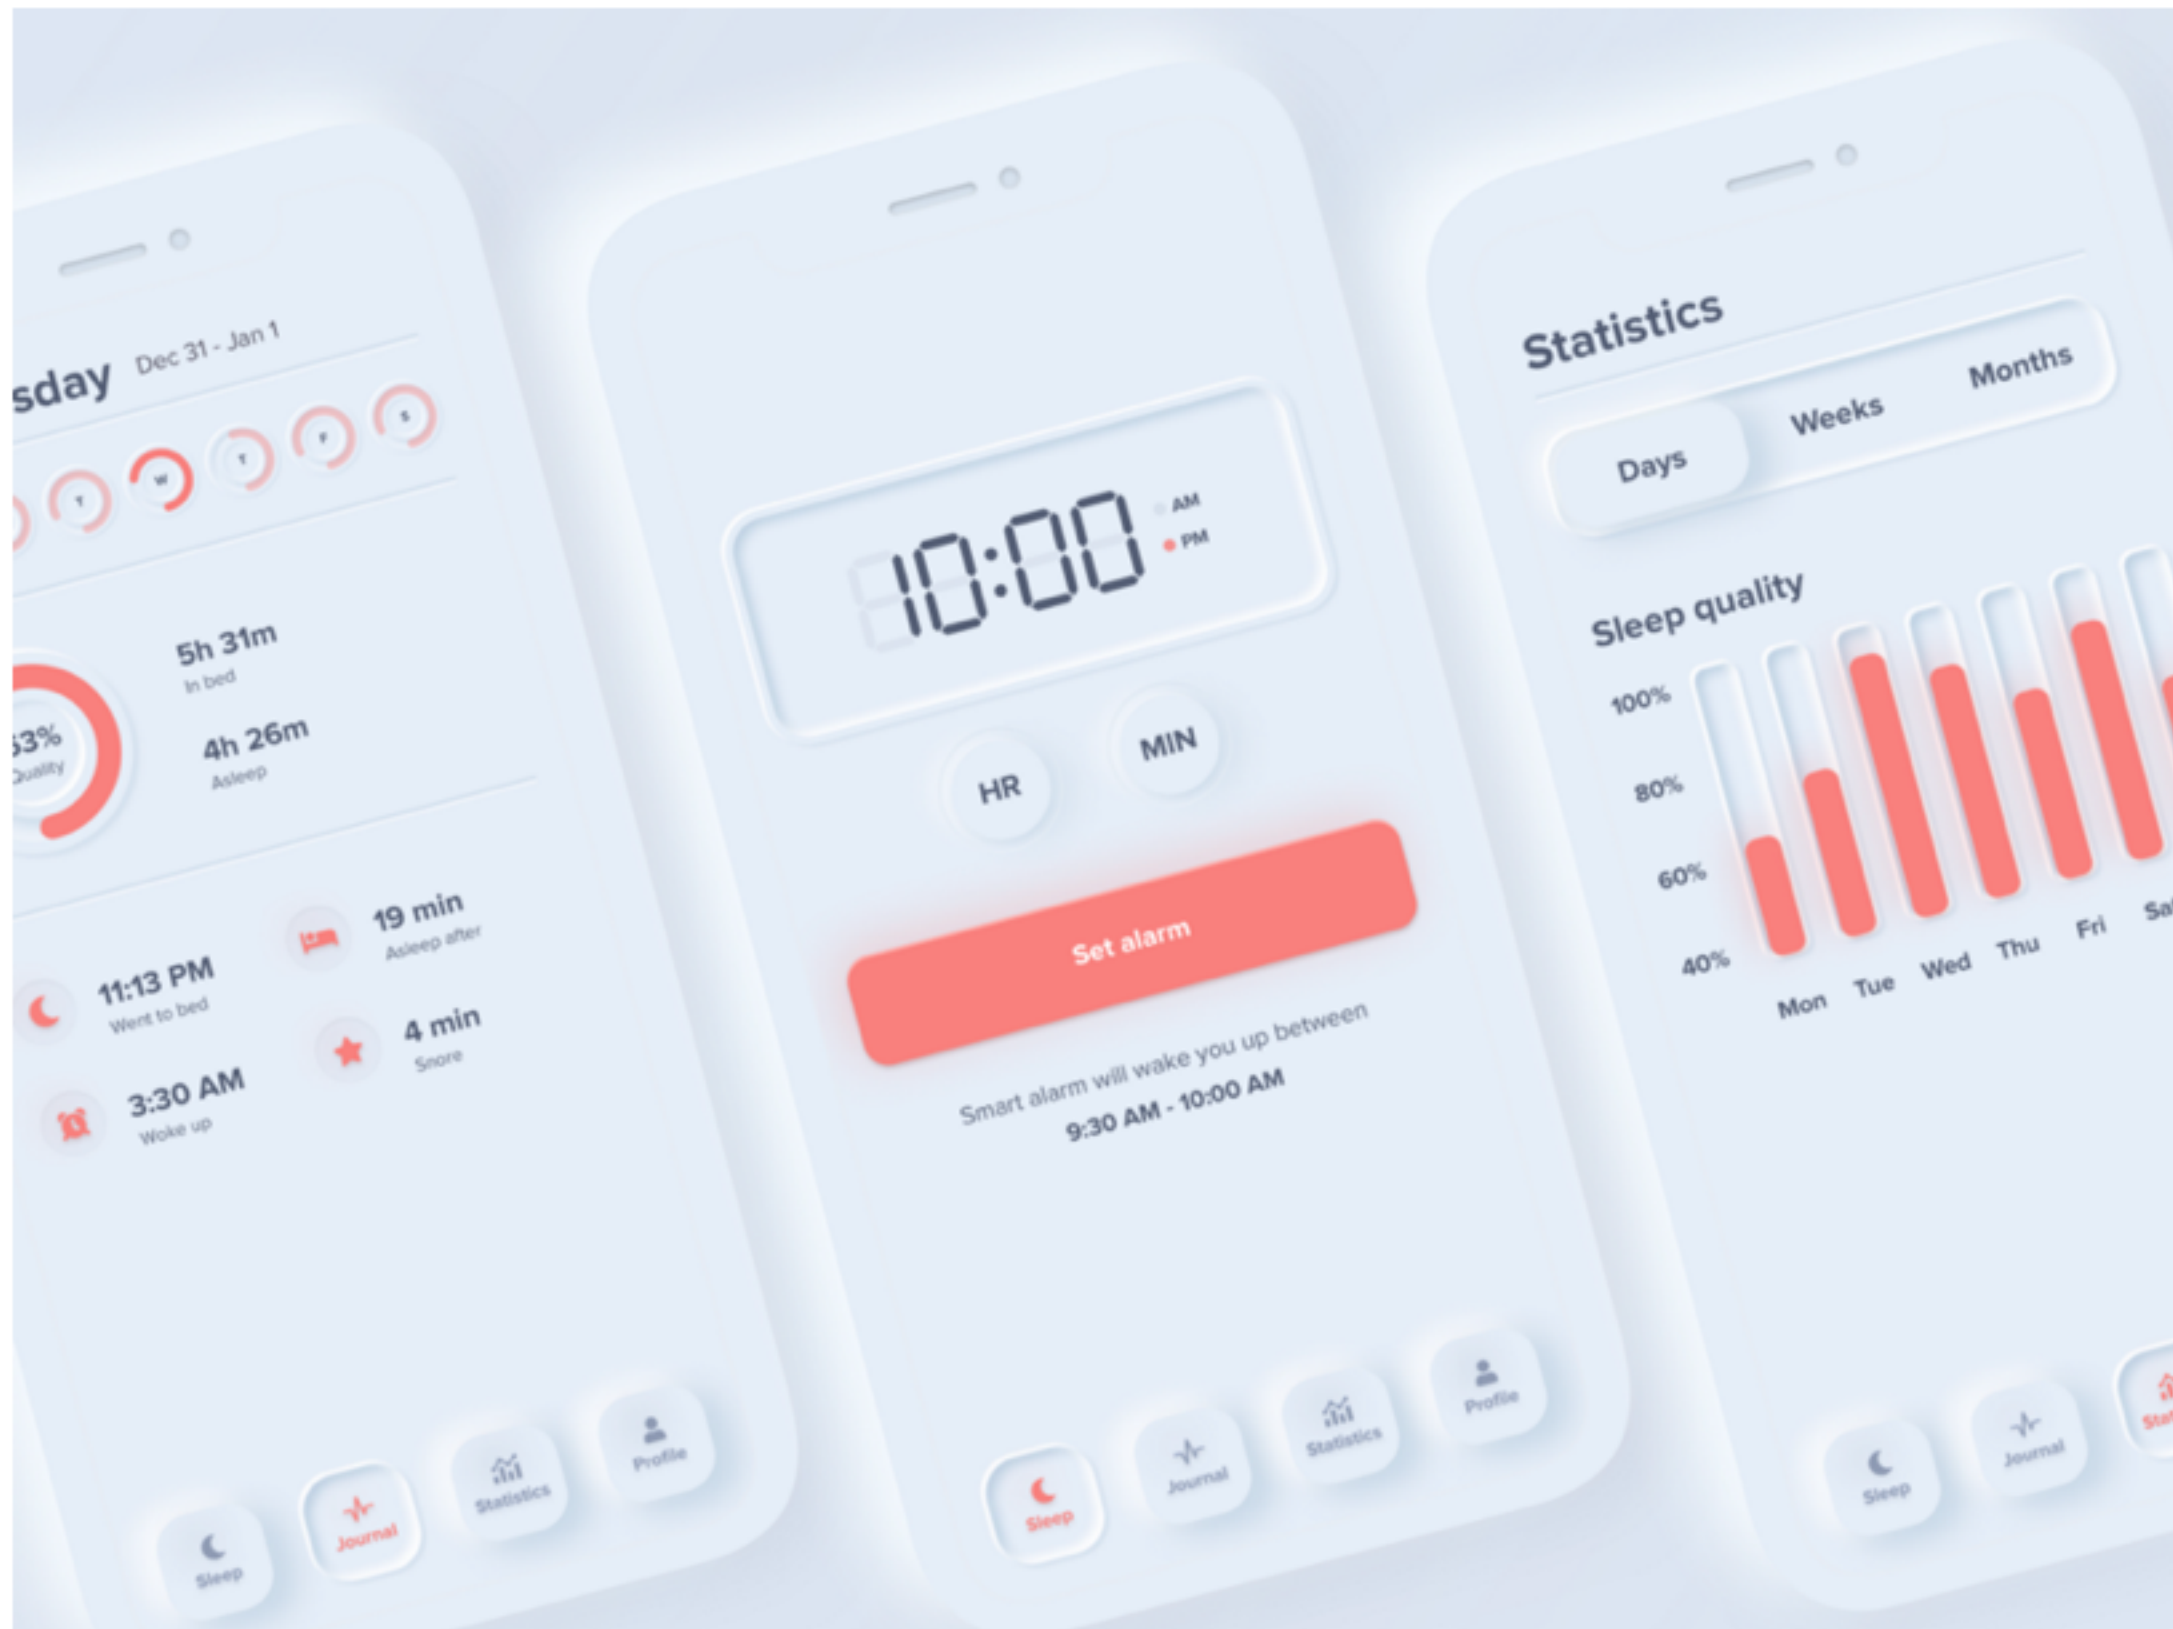 sday Dec 31 - Jan 1
T W T F S
5h 31m
In bed
53%
Quality
4h 26m
Asleep
11:13 PM
Went to bed
19 min
Asleep after
3:30 AM
Woke up
4 min
Snore
Sleep
Journal
Statistics
Profile
10:00
AM
PM
HR
MIN
Set alarm
Smart alarm will wake you up between
9:30 AM - 10:00 AM
Sleep
Journal
Statistics
Profile
Statistics
Days
Weeks
Months
Sleep quality
100%
80%
60%
40%
Mon
Tue
Wed
Thu
Fri
Sat
Sleep
Journal
Stat